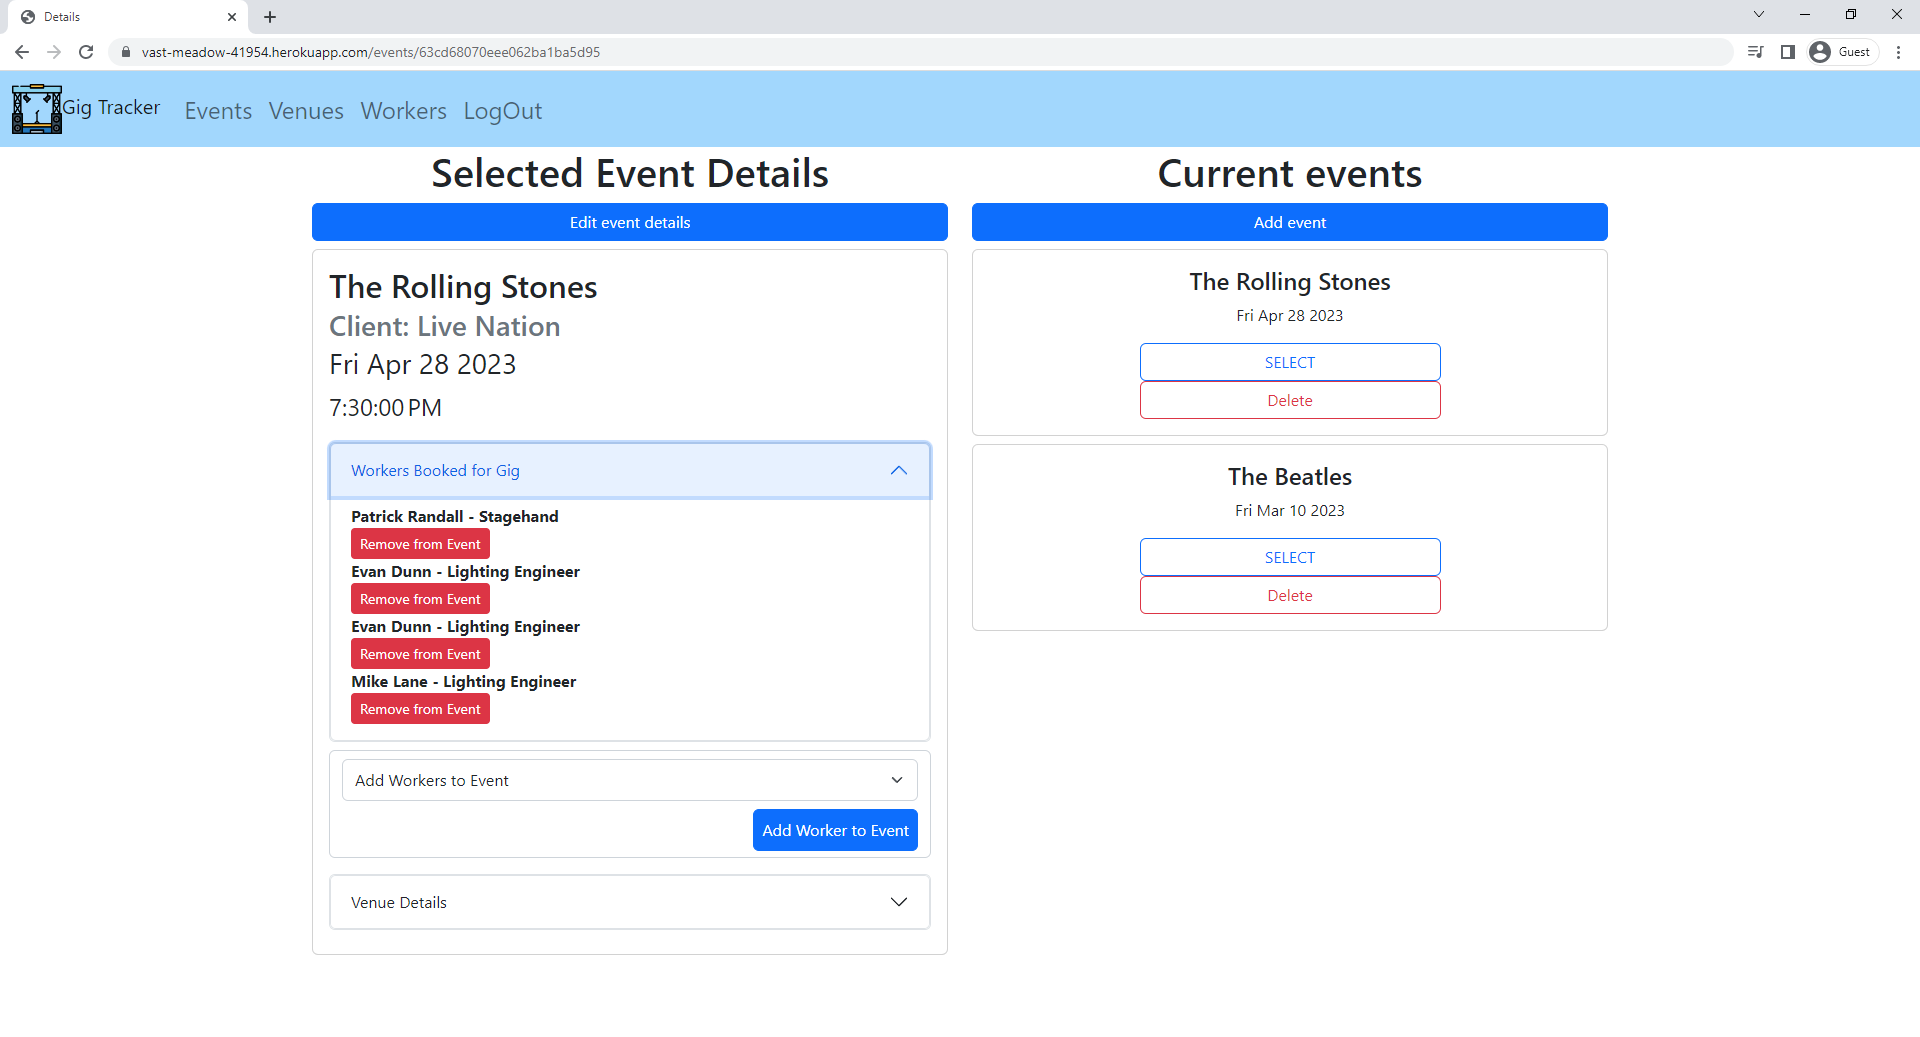 Details
vast-meadow-41954.herokuapp.com/events/63cd68070eee062ba1ba5d95
Guest
Gig Tracker Events Venues Workers LogOut
Selected Event Details
Edit event details
The Rolling Stones
Client: Live Nation
Fri Apr 28 2023
7:30:00 PM
Workers Booked for Gig
Patrick Randall - Stagehand
Remove from Event
Evan Dunn - Lighting Engineer
Remove from Event
Evan Dunn - Lighting Engineer
Remove from Event
Mike Lane - Lighting Engineer
Remove from Event
Add Workers to Event
Add Worker to Event
Venue Details
Current events
Add event
The Rolling Stones
Fri Apr 28 2023
SELECT
Delete
The Beatles
Fri Mar 10 2023
SELECT
Delete